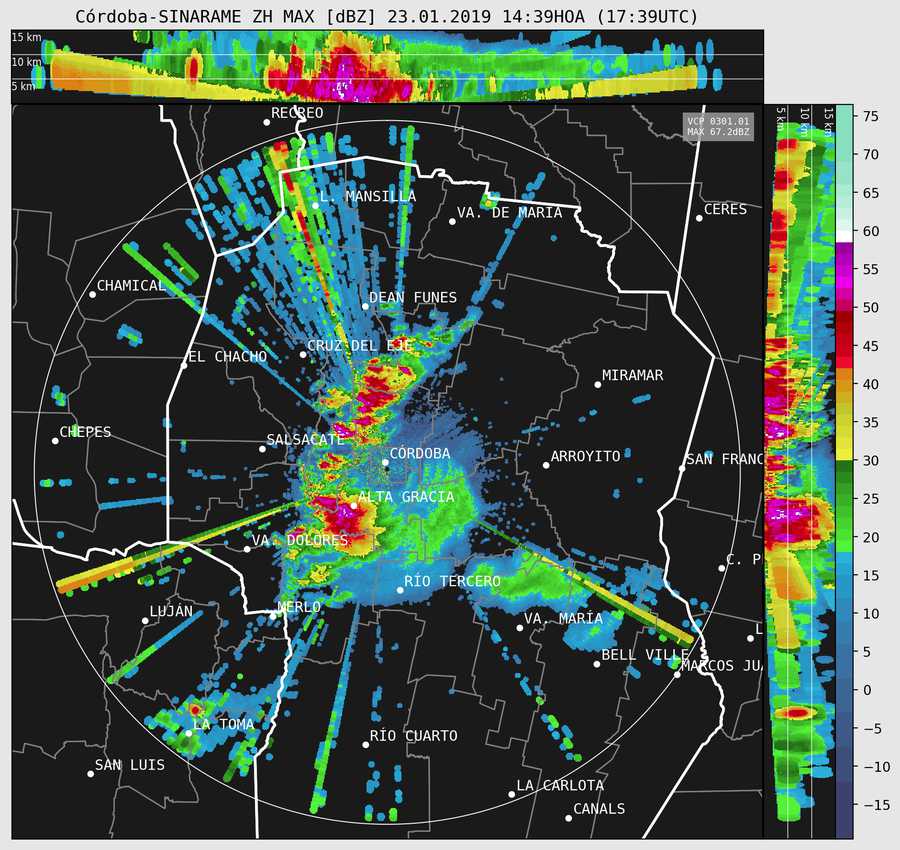 Córdoba-SINARAME ZH MAX [dBZ] 23.01.2019 14:39HOA (17:39UTC)
15 km
10 km
5 km
5 km
10 km
15 km
VCP 0301.01
MAX 67.2dBZ
RECREO
L. MANSILLA
VA. DE MARIA
CERES
CHAMICAL
DEAN FUNES
CRUZ DEL EJE
EL CHACHO
MIRAMAR
CHEPES
SALSACATE
CÓRDOBA
ARROYITO
SAN FRANC
ALTA GRACIA
VA. DOLORES
C. P
RÍO TERCERO
LUJÁN
MERLO
VA. MARÍA
L
BELL VILLE
MARCOS JUA
LA TOMA
RÍO CUARTO
SAN LUIS
LA CARLOTA
CANALS
75
70
65
60
55
50
45
40
35
30
25
20
15
10
5
0
−5
−10
−15